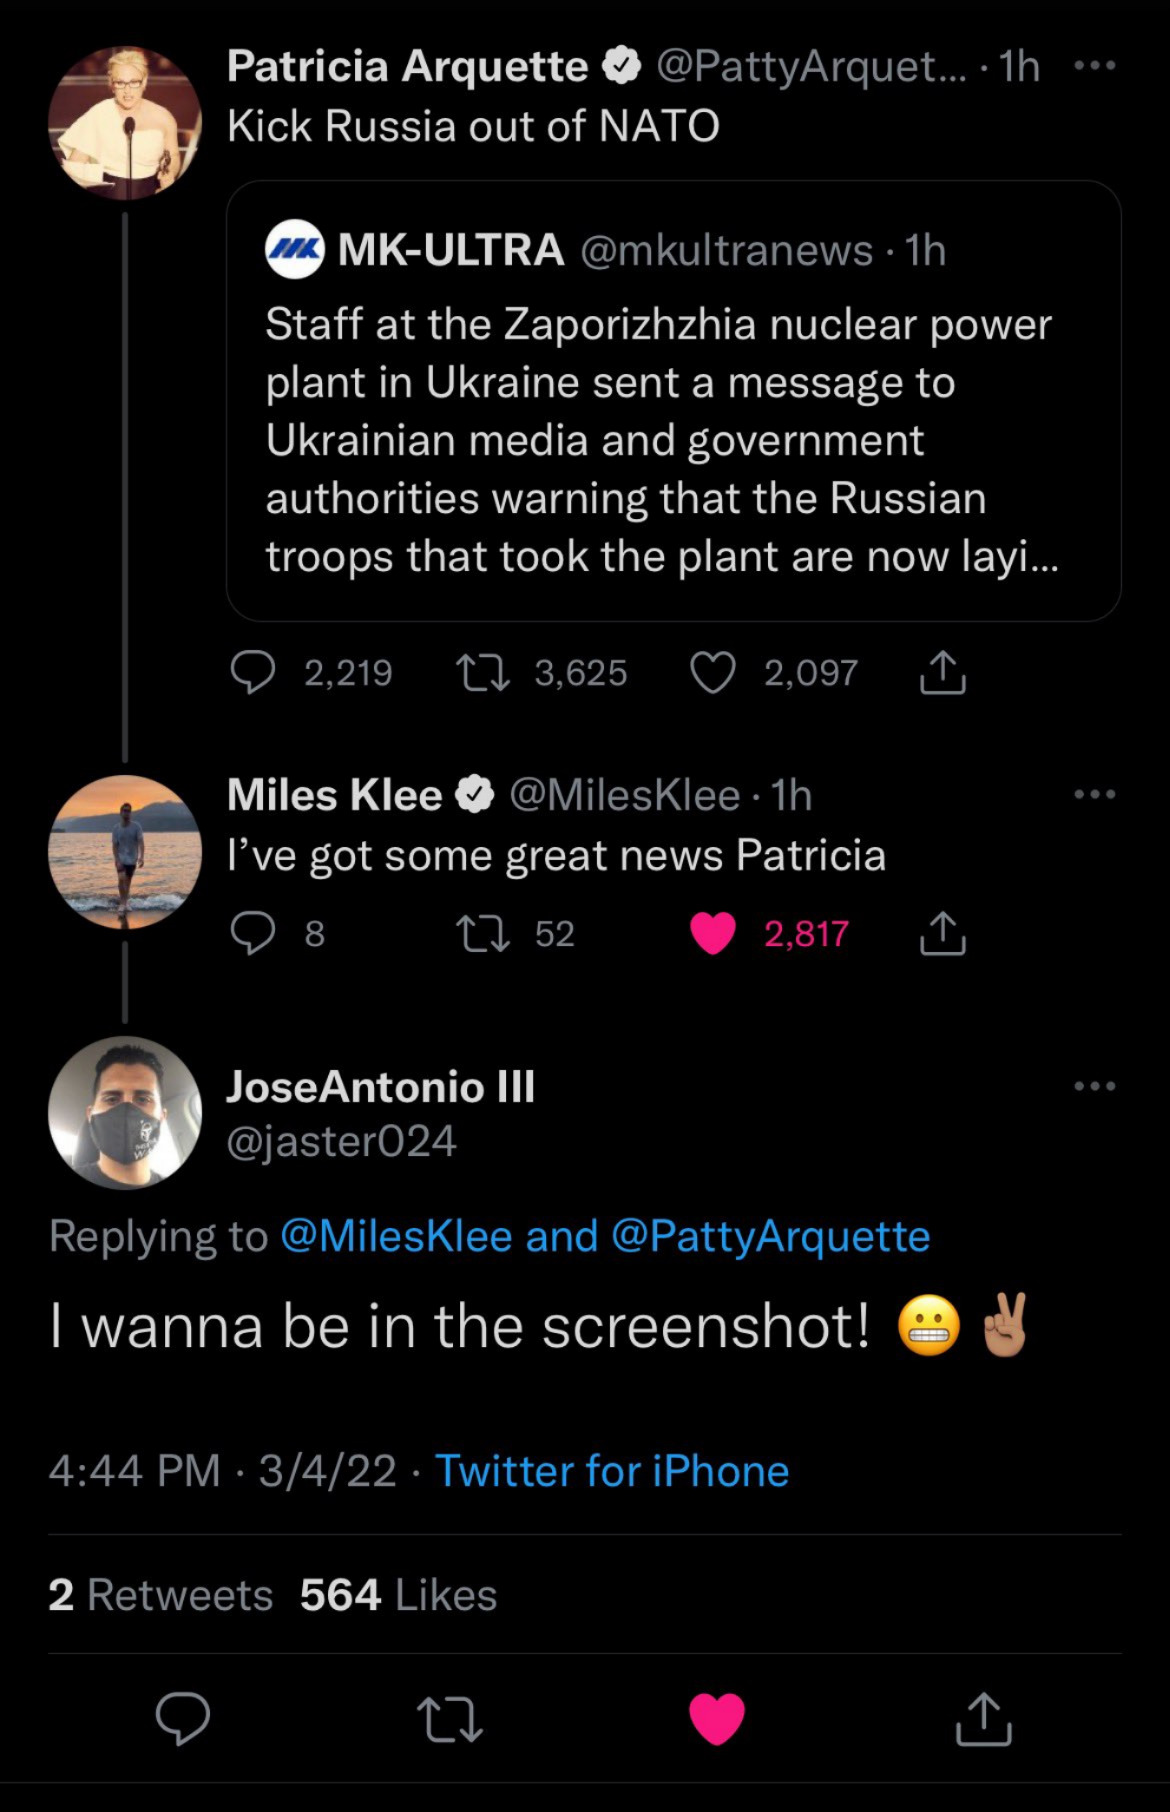 Patricia Arquette @PattyArquet... · 1h
Kick Russia out of NATO
MK-ULTRA @mkultranews · 1h
Staff at the Zaporizhzhia nuclear power
plant in Ukraine sent a message to
Ukrainian media and government
authorities warning that the Russian
troops that took the plant are now layi...
2,219 3,625 2,097
Miles Klee @MilesKlee · 1h
I’ve got some great news Patricia
8 52 2,817
JoseAntonio III
@jaster024
Replying to @MilesKlee and @PattyArquette
I wanna be in the screenshot! 😬✌🏽
4:44 PM · 3/4/22 · Twitter for iPhone
2 Retweets 564 Likes